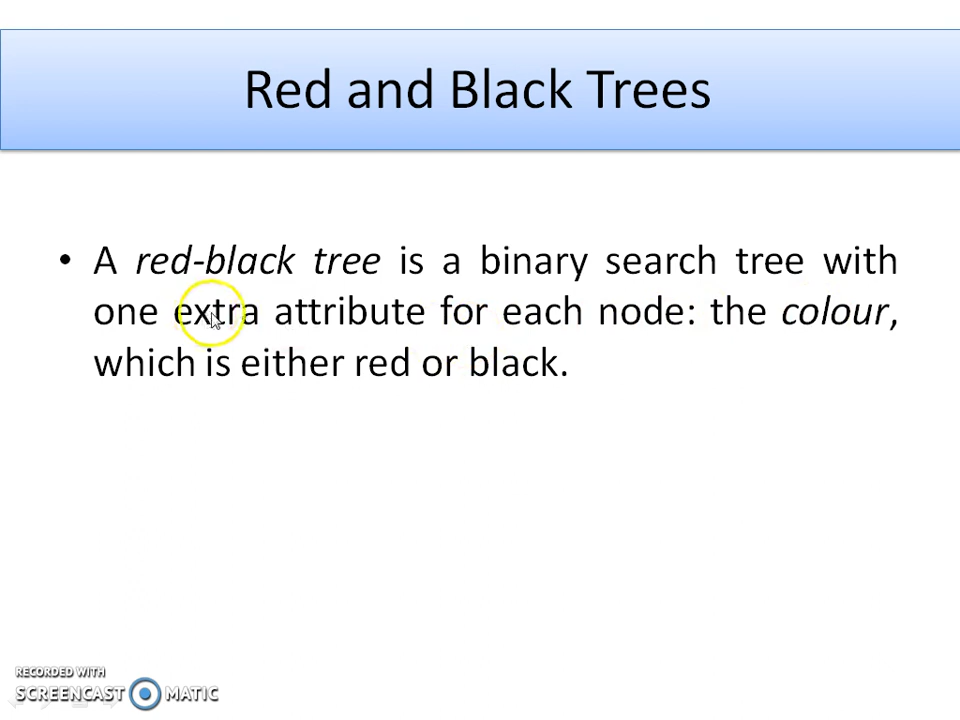 Red and Black Trees
• A red-black tree is a binary search tree with
one extra attribute for each node: the colour,
which is either red or black.
RECORDED WITH
SCREENCAST MATIC